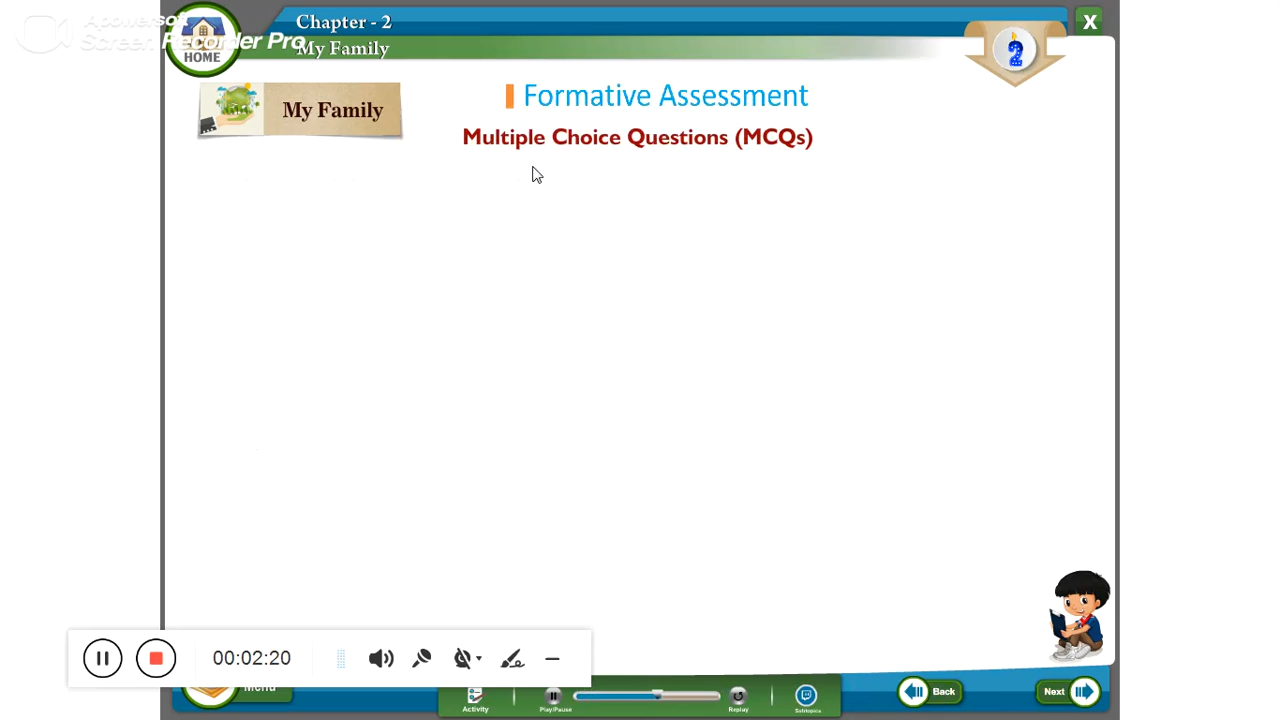 Apowersoft
Screen Recorder Pro
HOME
Chapter - 2
My Family
2
X
My Family
Formative Assessment
Multiple Choice Questions (MCQs)
00:02:20
Menu
Activity
Play/Pause
Replay
Subtopics
Back
Next